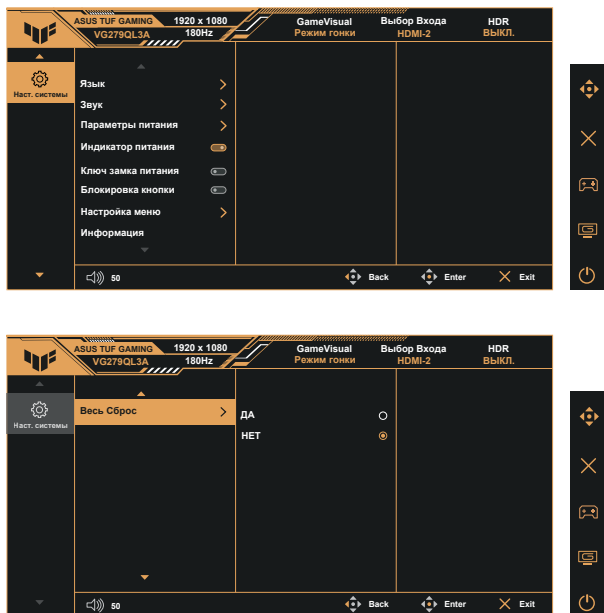 ASUS TUF GAMING 1920 x 1080 GameVisual Выбор Входа HDR
VG279QL3A 180Hz Режим гонки HDMI-2 ВЫКЛ.
Наст. системы
Язык
Звук
Параметры питания
Индикатор питания
Ключ замка питания
Блокировка кнопки
Настройка меню
Информация
50 Back Enter Exit
ASUS TUF GAMING 1920 x 1080 GameVisual Выбор Входа HDR
VG279QL3A 180Hz Режим гонки HDMI-2 ВЫКЛ.
Наст. системы
Весь Сброс ДА
НЕТ
50 Back Enter Exit